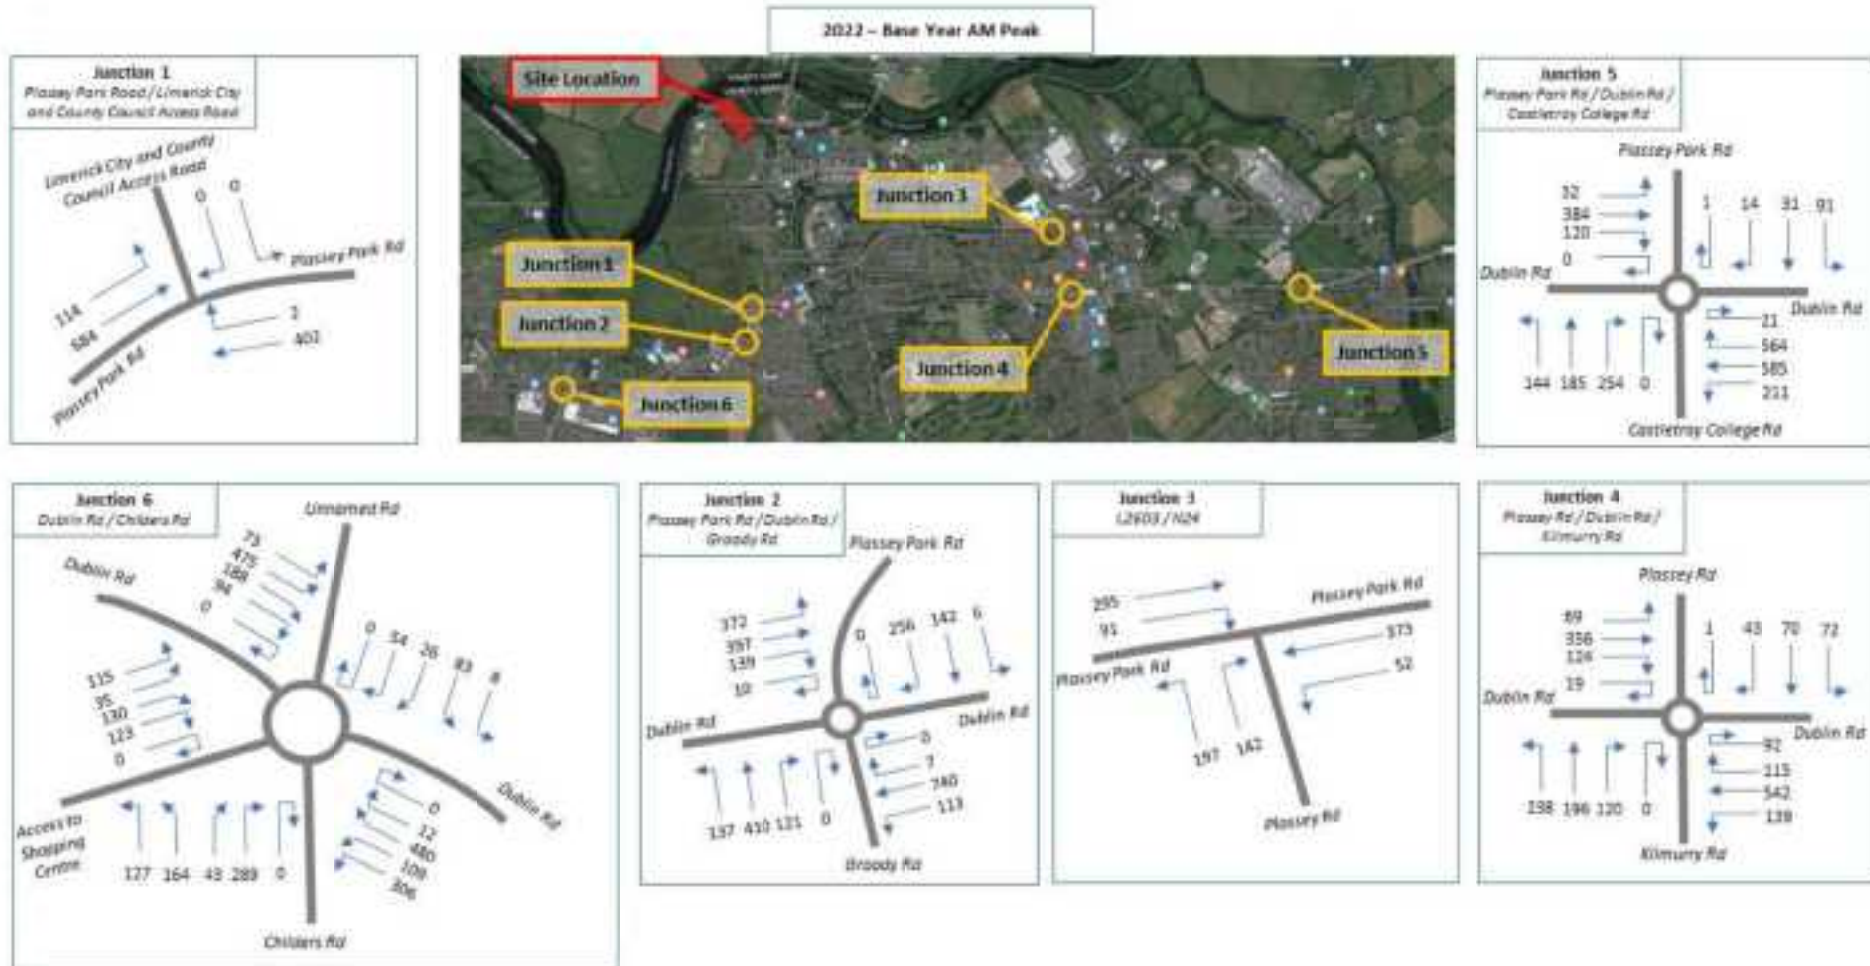 2022 – Base Year AM Peak
Junction 1
Plassey Park Road / Limerick City
and County Council Access Road
Limerick City and County
Council Access Road
0
0
Plassey Park Rd
114
684
2
402
Plassey Park Rd
Site Location
Junction 3
Junction 1
Junction 2
Junction 4
Junction 5
Junction 6
Junction 5
Plassey Park Rd / Dublin Rd /
Castletroy College Rd
Plassey Park Rd
32
384
120
0
1
14
31
91
Dublin Rd
Dublin Rd
144
185
254
0
21
564
585
211
Castletroy College Rd
Junction 6
Dublin Rd / Childers Rd
Unnamed Rd
Dublin Rd
73
475
188
94
0
0
54
26
83
8
115
35
130
123
0
Access to
Shopping
Centre
127
164
43
289
0
0
12
480
109
306
Dublin Rd
Childers Rd
Junction 2
Plassey Park Rd / Dublin Rd /
Groody Rd
Plassey Park Rd
372
397
139
10
0
256
142
6
Dublin Rd
Dublin Rd
137
410
121
0
0
7
740
113
Groody Rd
Junction 3
L2603 / N24
295
91
Plassey Park Rd
373
52
Plassey Park Rd
197
142
Plassey Rd
Junction 4
Plassey Rd / Dublin Rd /
Kilmurry Rd
Plassey Rd
69
356
124
19
1
43
70
72
Dublin Rd
Dublin Rd
198
196
120
0
92
115
542
139
Kilmurry Rd